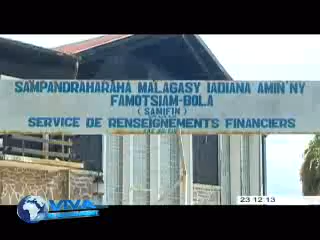 SAMPANDRAHARAHA MALAGASY IADIANA AMIN'NY
FAMOTSIAM-BOLA
(SAMIFIN)
SERVICE DE RENSEIGNEMENTS FINANCIERS
VIVA
23:12:13